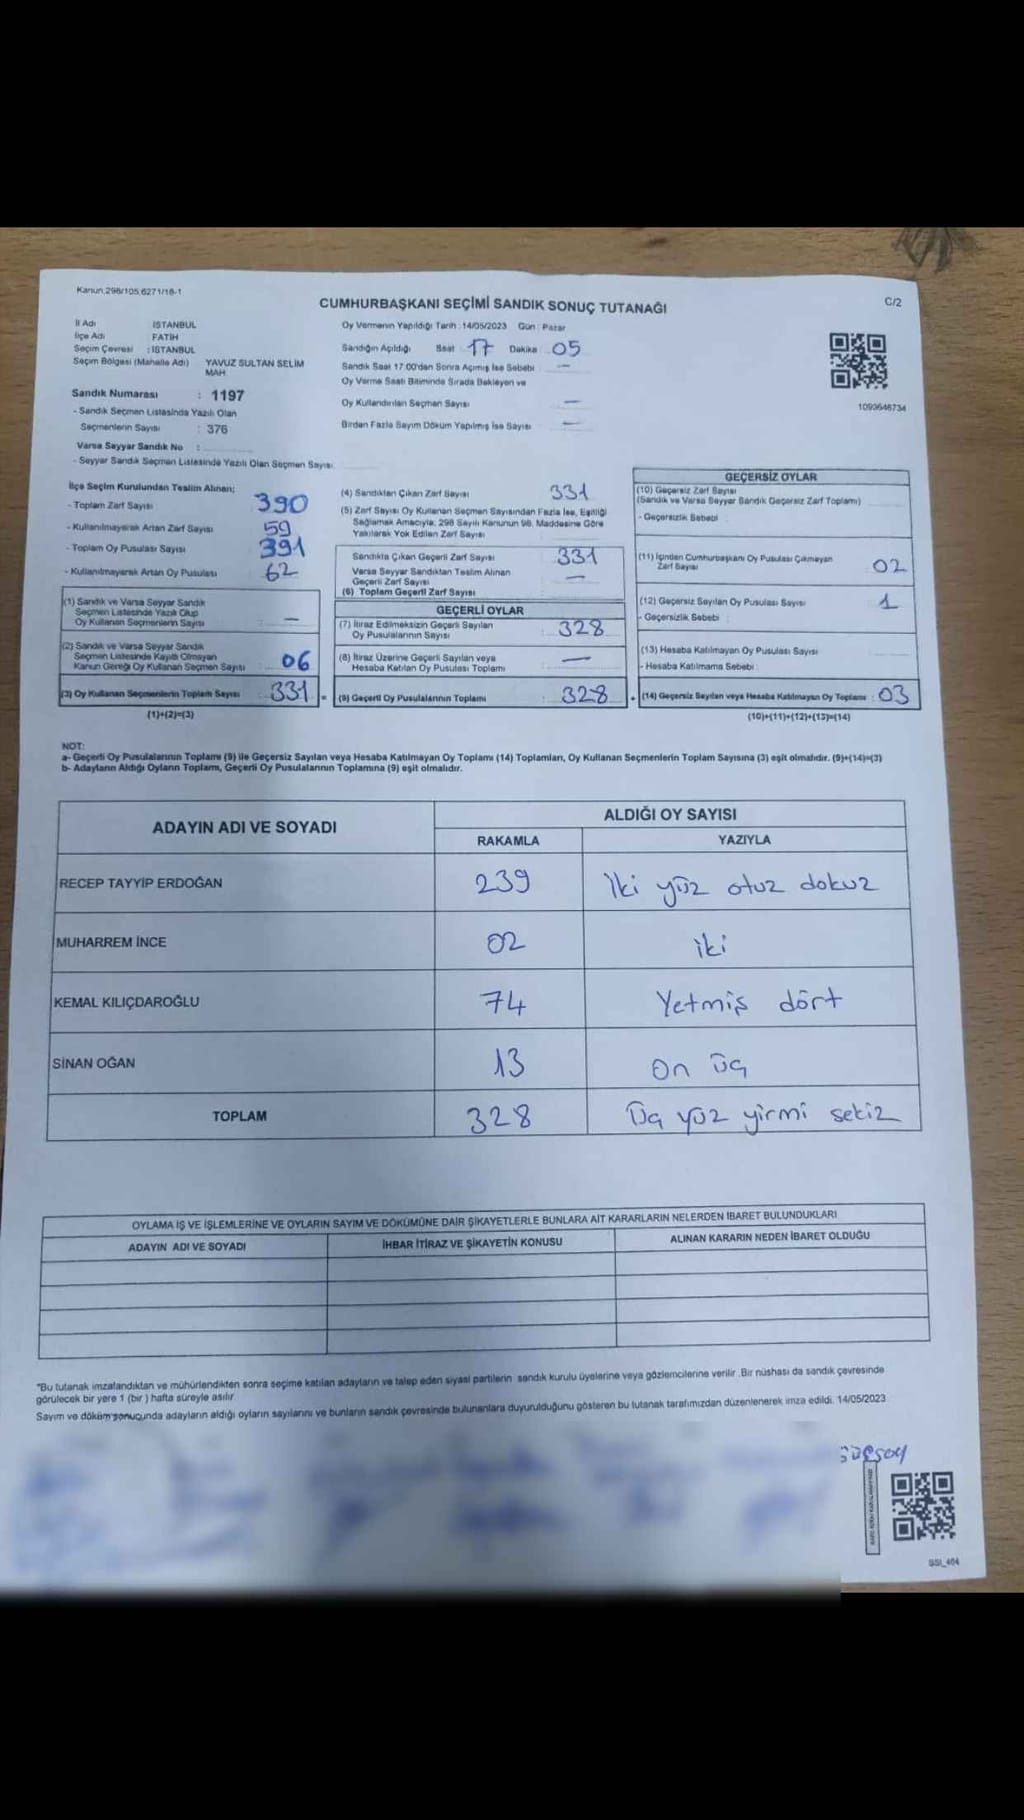 Kanun.298/105,6271/18-1
C/2
CUMHURBAŞKANI SEÇİMİ SANDIK SONUÇ TUTANAĞI
İl Adı İSTANBUL
İlçe Adı FATİH
Seçim Çevresi : İSTANBUL
Seçim Bölgesi (Mahalle Adı) YAVUZ SULTAN SELİM MAH.
Sandık Numarası : 1197
- Sandık Seçmen Listesinde Yazılı Olan
Seçmenlerin Sayısı : 376
Varsa Seyyar Sandık No :
- Seyyar Sandık Seçmen Listesinde Yazılı Olan Seçmen Sayısı
Oy Vermenin Yapıldığı Tarih : 14/05/2023 Gün : Pazar
Sandığın Açıldığı Saat : 17 Dakika : 05
Sandık Saat 17.00'dan Sonra Açımış İse Sebebi : —
Oy Verme Saati Bitiminde Sırada Bekleyen ve
Oy Kullandırılan Seçmen Sayısı —
Birden Fazla Sayım Döküm Yapılmış İse Sayısı —
1093646734
İlçe Seçim Kurulundan Teslim Alınan;
- Toplam Zarf Sayısı 390
- Kullanılmayarak Artan Zarf Sayısı 59
- Toplam Oy Pusulası Sayısı 391
- Kullanılmayarak Artan Oy Pusulası 62
(1) Sandık ve Varsa Seyyar Sandık
Seçmen Listesinde Yazılı Olup
Oy Kullanan Seçmenlerin Sayısı —
(2) Sandık ve Varsa Seyyar Sandık
Seçmen Listesinde Kayıtlı Olmayan
Kanun Gereği Oy Kullanan Seçmen Sayısı 06
(3) Oy Kullanan Seçmenlerin Toplam Sayısı : 331 =
(1)+(2)=(3)
(4) Sandıktan Çıkan Zarf Sayısı 331
(5) Zarf Sayısı Oy Kullanan Seçmen Sayısından Fazla İse, Eşitliği
Sağlamak Amacıyla, 298 Sayılı Kanunun 98. Maddesine Göre
Yakılarak Yok Edilen Zarf Sayısı
Sandıkta Çıkan Geçerli Zarf Sayısı : 331
Varsa Seyyar Sandıktan Teslim Alınan
Geçerli Zarf Sayısı —
(6) Toplam Geçerli Zarf Sayısı
GEÇERLİ OYLAR
(7) İtiraz Edilmeksizin Geçerli Sayılan
Oy Pusulalarının Sayısı : 328
(8) İtiraz Üzerine Geçerli Sayılan veya
Hesaba Katılan Oy Pusulası Toplamı : —
(9) Geçerli Oy Pusulalarının Toplamı : 328 +
GEÇERSİZ OYLAR
(10) Geçersiz Zarf Sayısı
(Sandık ve Varsa Seyyar Sandık Geçersiz Zarf Toplamı)
- Geçersizlik Sebebi :
(11) İçinden Cumhurbaşkanı Oy Pusulası Çıkmayan
Zarf Sayısı : 02
(12) Geçersiz Sayılan Oy Pusulası Sayısı : 1
- Geçersizlik Sebebi :
(13) Hesaba Katılmayan Oy Pusulası Sayısı :
- Hesaba Katılmama Sebebi :
(14) Geçersiz Sayılan veya Hesaba Katılmayan Oy Toplamı : 03
(10)+(11)+(12)+(13)=(14)
NOT:
a- Geçerli Oy Pusulalarının Toplamı (9) ile Geçersiz Sayılan veya Hesaba Katılmayan Oy Toplamı (14) Toplamları, Oy Kullanan Seçmenlerin Toplam Sayısına (3) eşit olmalıdır. (9)+(14)=(3)
b- Adayların Aldığı Oyların Toplamı, Geçerli Oy Pusulalarının Toplamına (9) eşit olmalıdır.
ADAYIN ADI VE SOYADI
ALDIĞI OY SAYISI
RAKAMLA YAZIYLA
RECEP TAYYİP ERDOĞAN 239 İki yüz otuz dokuz
MUHARREM İNCE 02 iki
KEMAL KILIÇDAROĞLU 74 Yetmiş dört
SİNAN OĞAN 13 On üç
TOPLAM 328 Üç yüz yirmi sekiz
OYLAMA İŞ VE İŞLEMLERİNE VE OYLARIN SAYIM VE DÖKÜMÜNE DAİR ŞİKAYETLERLE BUNLARA AİT KARARLARIN NELERDEN İBARET BULUNDUKLARI
ADAYIN ADI VE SOYADI İHBAR İTİRAZ VE ŞİKAYETİN KONUSU ALINAN KARARIN NEDEN İBARET OLDUĞU
*Bu tutanak imzalandıktan ve mühürlendikten sonra seçime katılan adayların ve talep eden siyasi partilerin sandık kurulu üyelerine veya gözlemcilerine verilir .Bir nüshası da sandık çevresinde
görülecek bir yere 1 (bir ) hafta süreyle asılır.
Sayım ve döküm sonucunda adayların aldığı oyların sayılarını ve bunların sandık çevresinde bulunanlara duyurulduğunu gösteren bu tutanak tarafımızdan düzenlenerek imza edildi. 14/05/2023
SSI_464